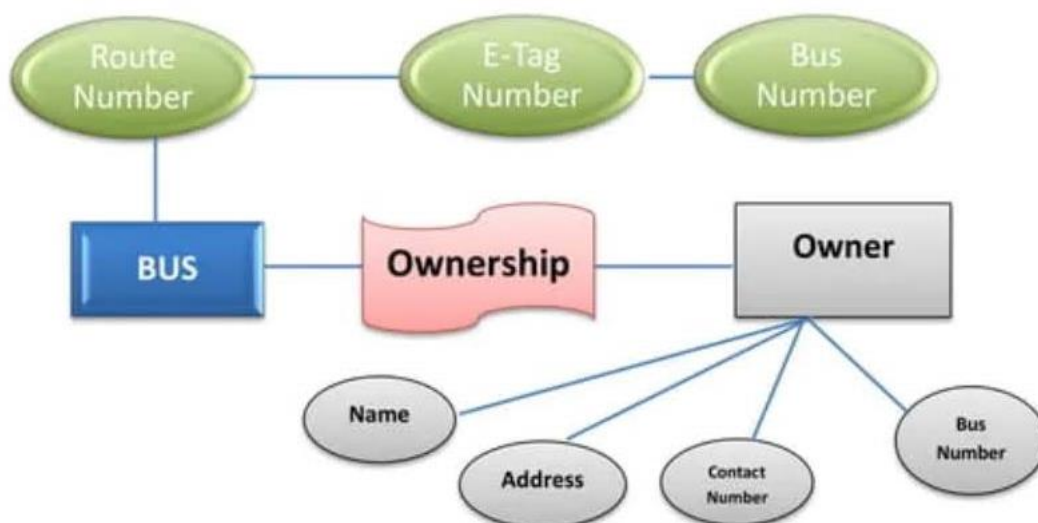 Route
Number
E-Tag
Number
Bus
Number
BUS
Ownership
Owner
Name
Address
Contact
Number
Bus
Number